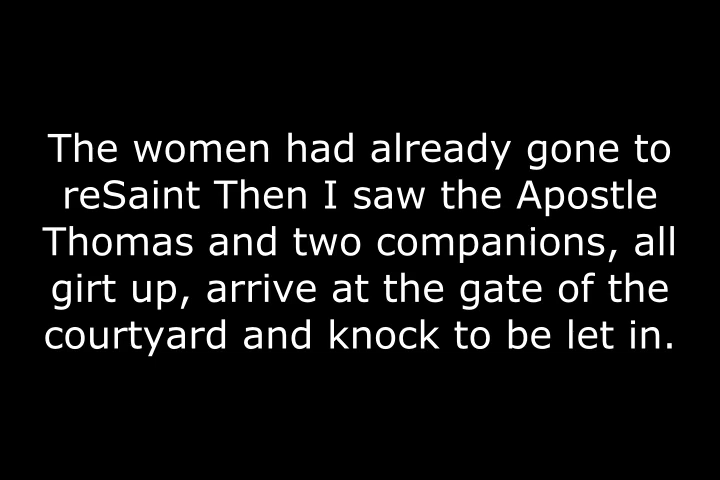 The women had already gone to
reSaint Then I saw the Apostle
Thomas and two companions, all
girt up, arrive at the gate of the
courtyard and knock to be let in.